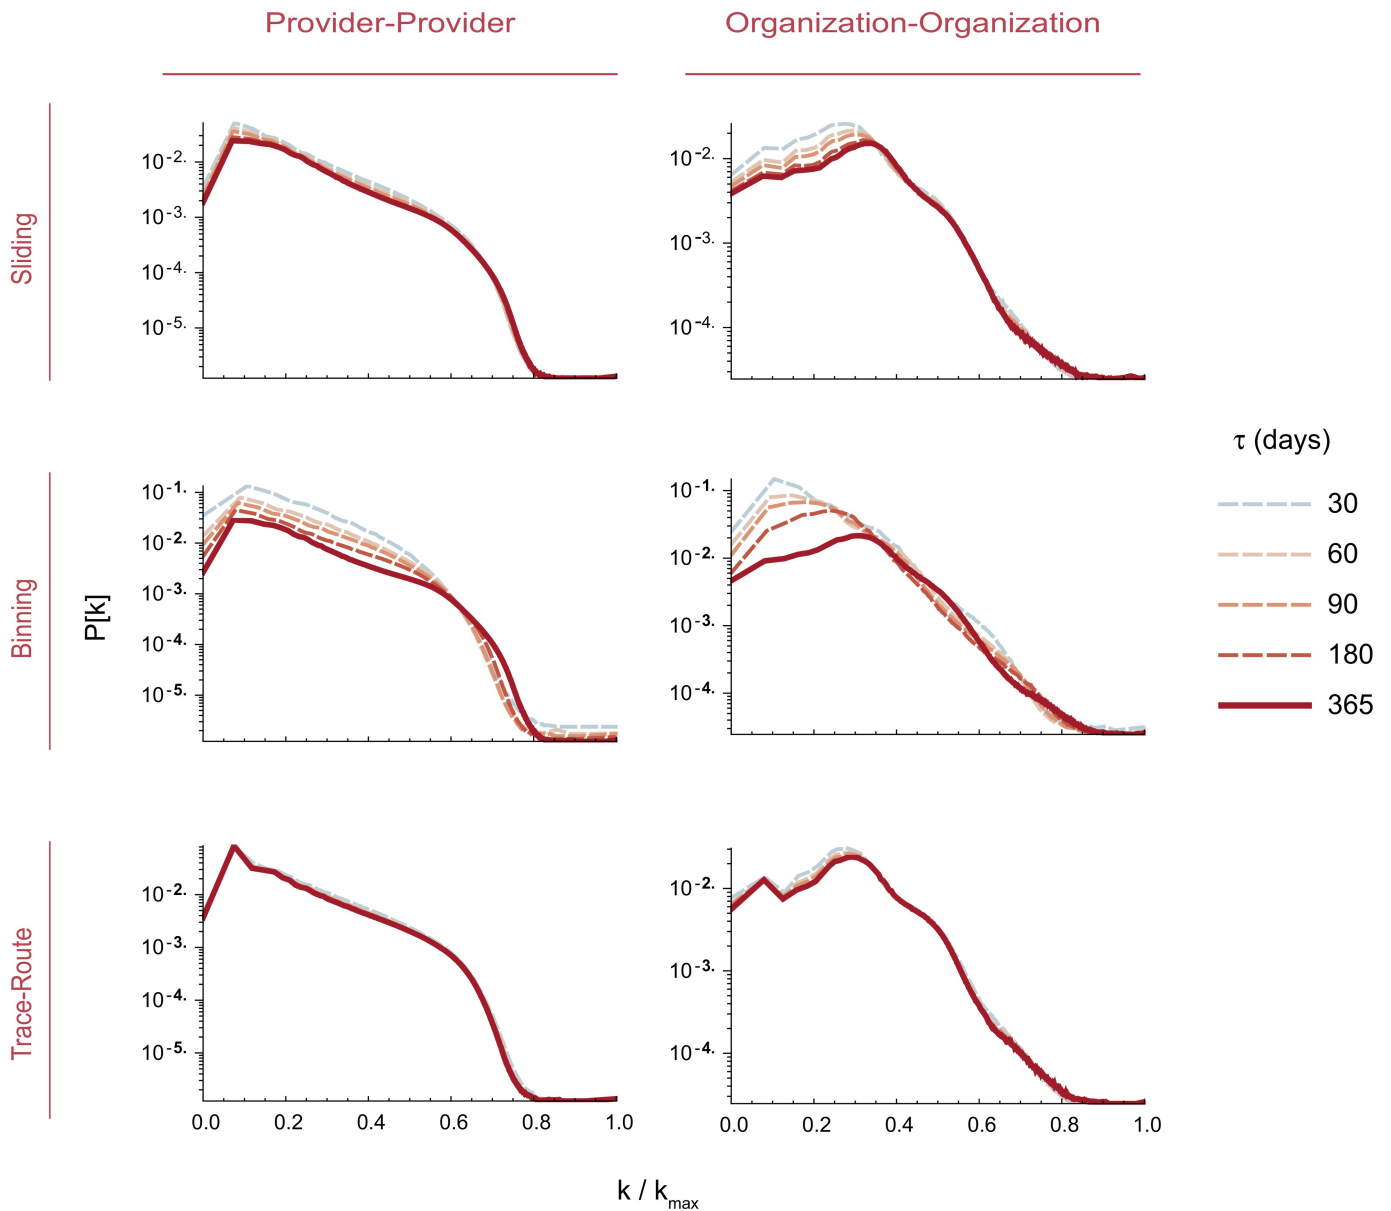 Provider-Provider
Organization-Organization
Sliding
10-2.
10-3.
10-4.
10-5.
10-2.
10-3.
10-4.
Binning
P[k]
10-1.
10-2.
10-3.
10-4.
10-5.
10-1.
10-2.
10-3.
10-4.
τ (days)
30
60
90
180
365
Trace-Route
10-2.
10-3.
10-4.
10-5.
0.0 0.2 0.4 0.6 0.8 1.0
10-2.
10-3.
10-4.
0.0 0.2 0.4 0.6 0.8 1.0
k / kmax